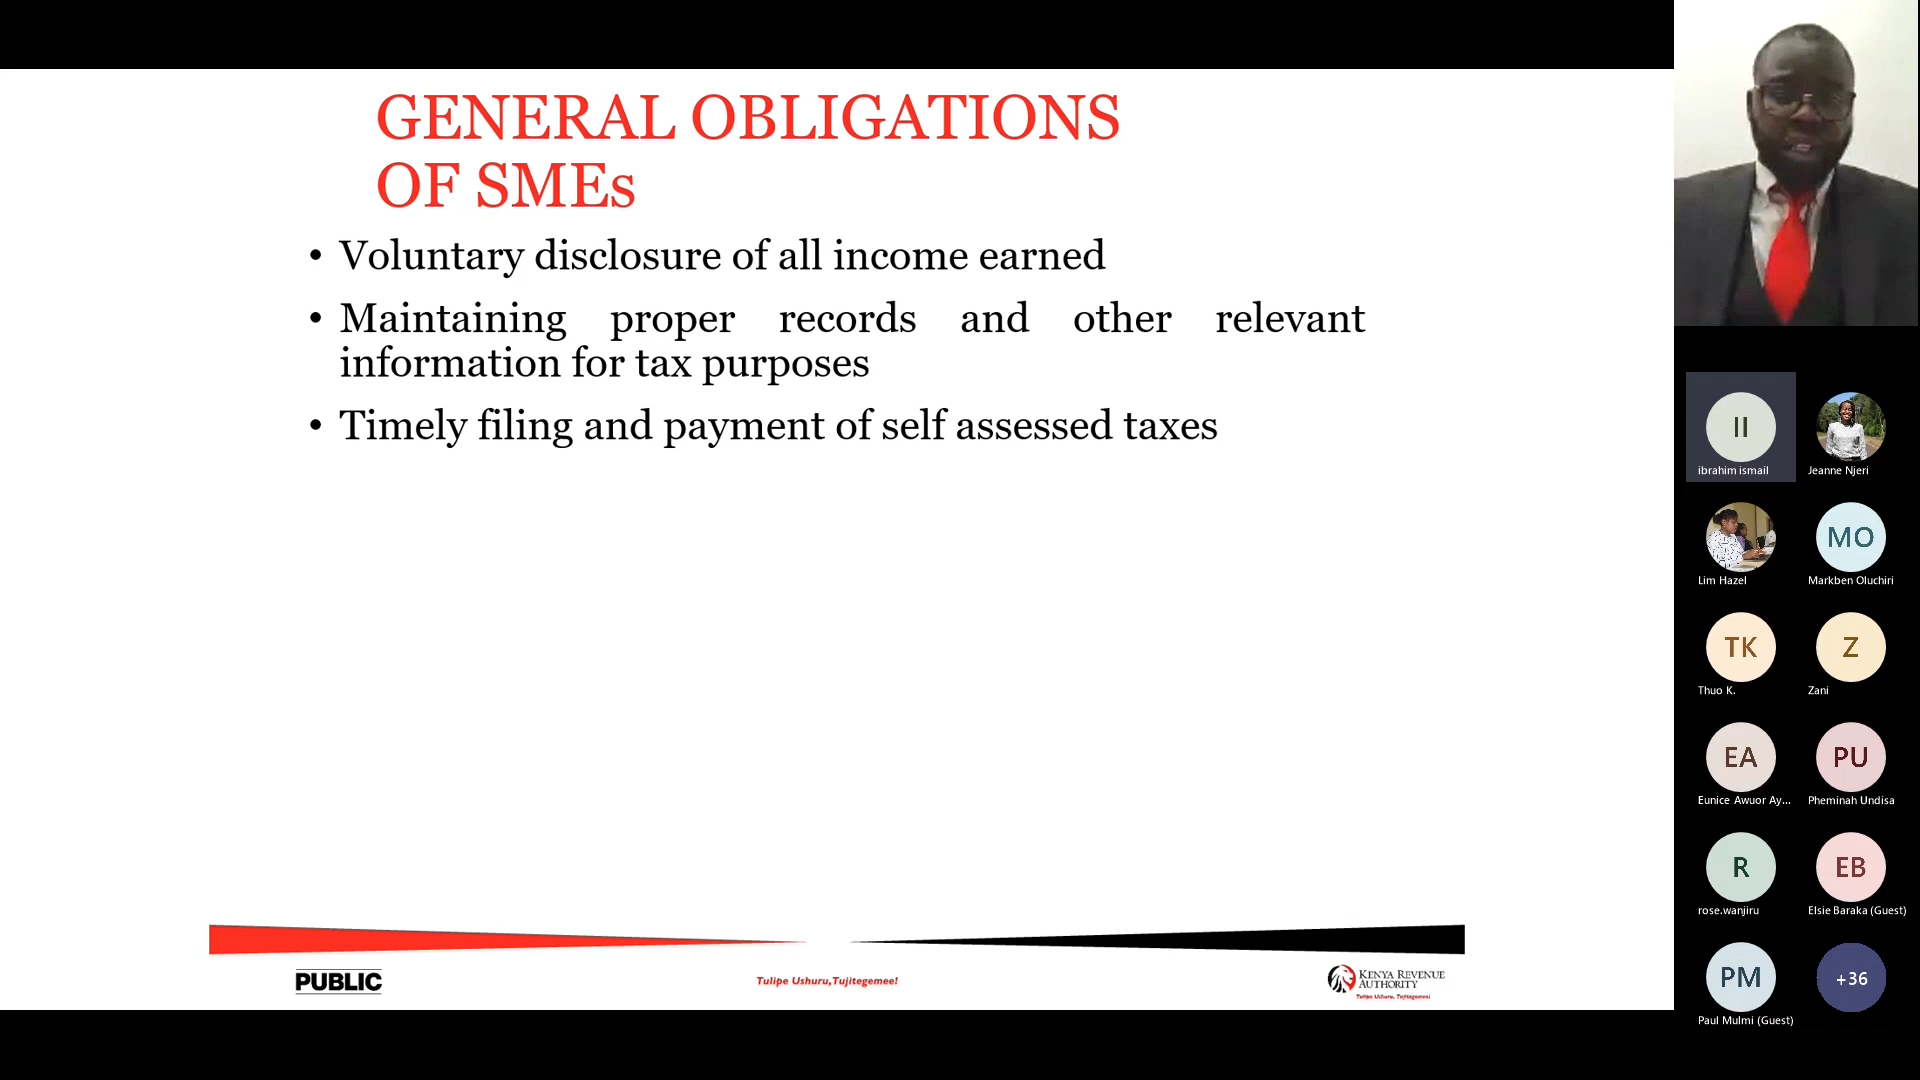 GENERAL OBLIGATIONS
OF SMEs
• Voluntary disclosure of all income earned
• Maintaining proper records and other relevant
information for tax purposes
• Timely filing and payment of self assessed taxes
PUBLIC
Tulipe Ushuru,Tujitegemee!
KENYA REVENUE
AUTHORITY
Tulipe Ushuru, Tujitegemee!
II
ibrahim ismail
Jeanne Njeri
Lim Hazel
MO
Markben Oluchiri
TK
Thuo K.
Z
Zani
EA
Eunice Awuor Ay...
PU
Pheminah Undisa
R
rose.wanjiru
EB
Elsie Baraka (Guest)
PM
Paul Mulmi (Guest)
+36